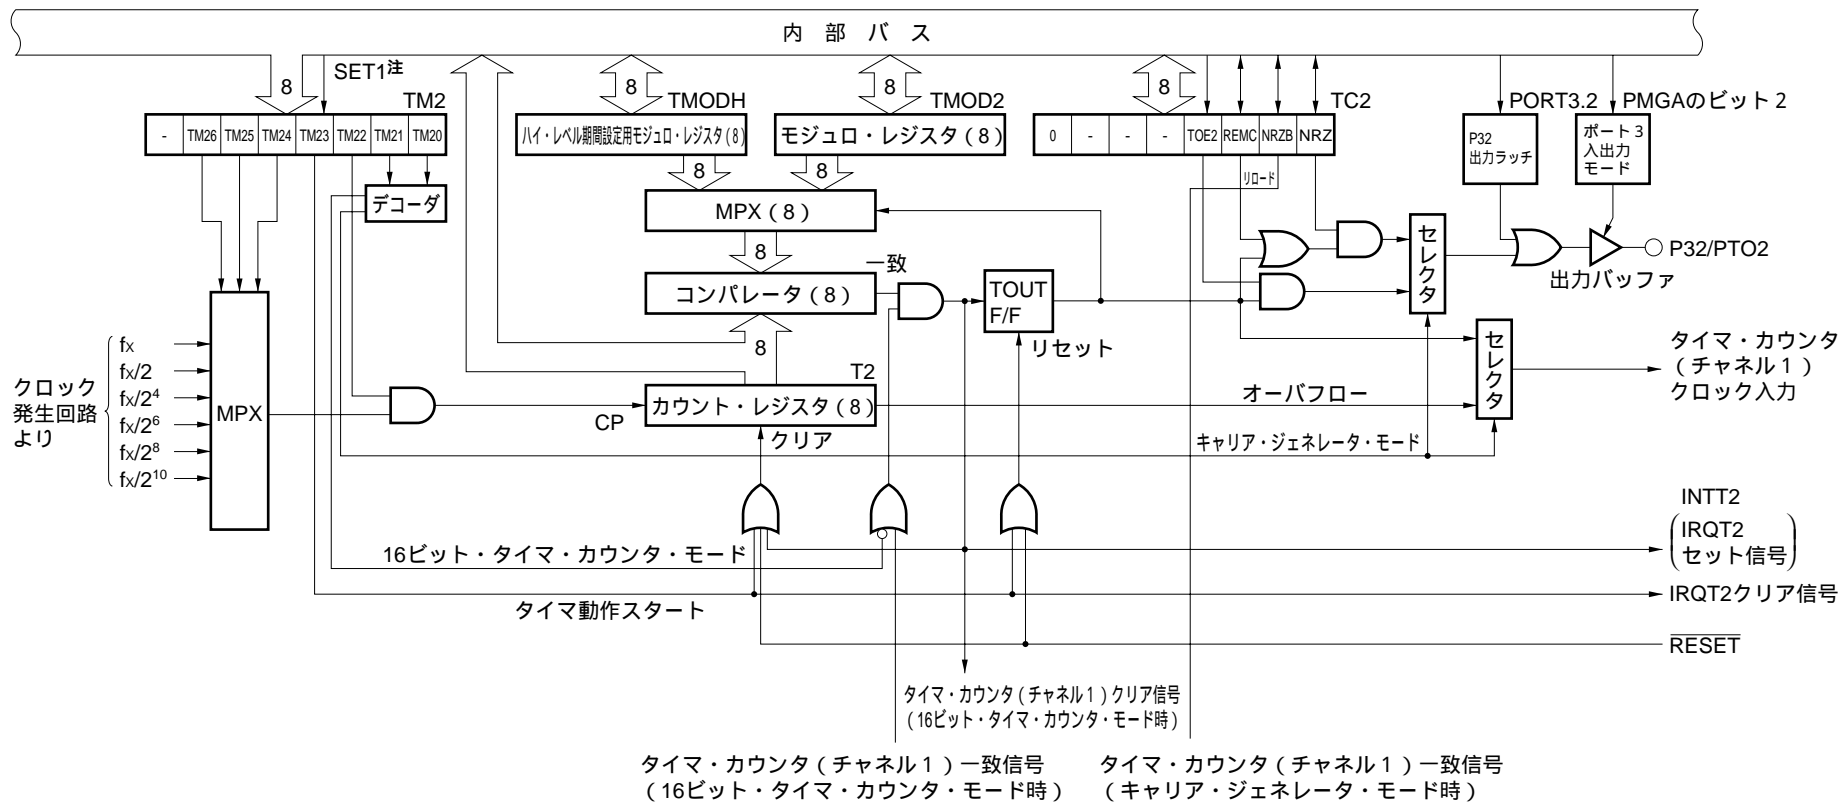 内 部 バ ス
SET1注
8
8
8
8
TM2
TMODH
TMOD2
TC2
PORT3.2
PMGAのビット 2
- TM26 TM25 TM24 TM23 TM22 TM21 TM20
ハイ・レベル期間設定用モジュロ・レジスタ(8)
モジュロ・レジスタ(8)
0 - - - TOE2 REMC NRZB NRZ
P32
出力ラッチ
ポート 3
入出力
モード
デコーダ
8
8
リロード
MPX(8)
8
一致
コンパレータ(8)
8
TOUT
F/F
リセット
セレクタ
P32/PTO2
出力バッファ
クロック
発生回路
より
fX
fX/2
fX/2⁴
fX/2⁶
fX/2⁸
fX/2¹⁰
MPX
CP
T2
カウント・レジスタ(8)
クリア
オーバフロー
キャリア・ジェネレータ・モード
セレクタ
タイマ・カウンタ
(チャネル1)
クロック入力
16ビット・タイマ・カウンタ・モード
タイマ動作スタート
INTT2
IRQT2
セット信号
IRQT2クリア信号
RESET
タイマ・カウンタ(チャネル1)クリア信号
(16ビット・タイマ・カウンタ・モード時)
タイマ・カウンタ(チャネル1)一致信号
(16ビット・タイマ・カウンタ・モード時)
タイマ・カウンタ(チャネル1)一致信号
(キャリア・ジェネレータ・モード時)